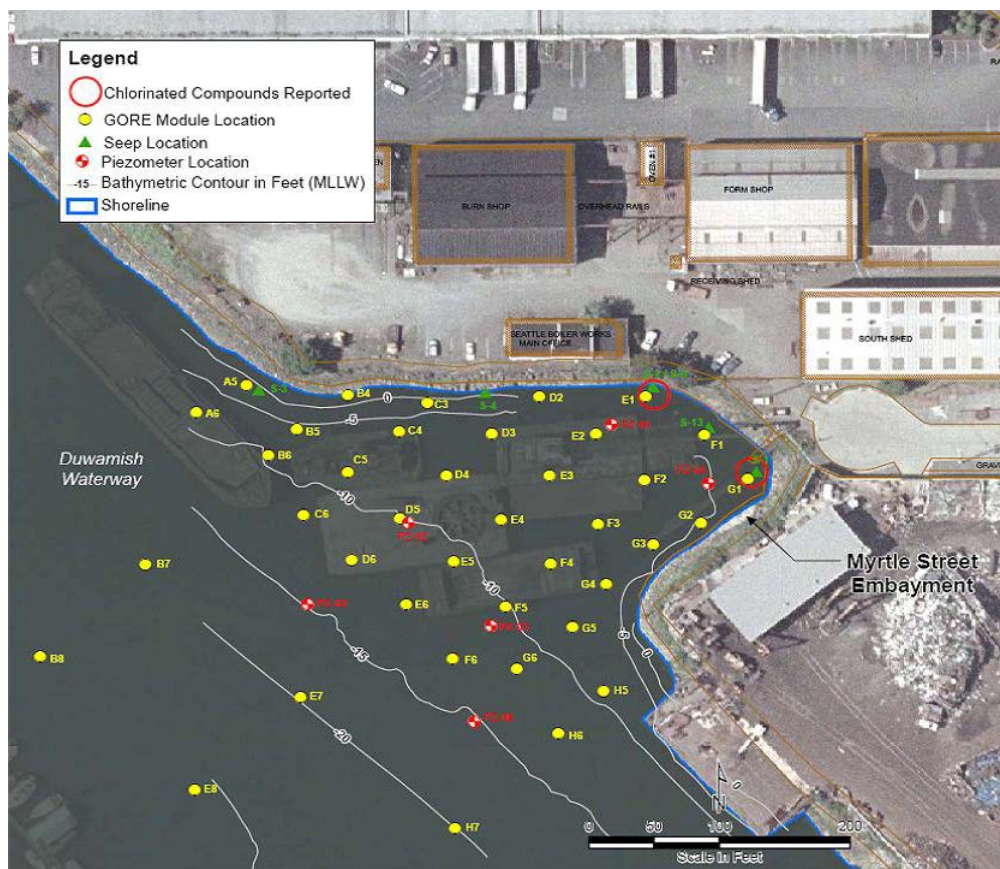 Legend
Chlorinated Compounds Reported
GORE Module Location
Seep Location
Piezometer Location
-15 Bathymetric Contour in Feet (MLLW)
Shoreline
BURN SHOP
OVERHEAD RAILS
FORM SHOP
RECEIVING SHED
SEATTLE BOILER WORKS
MAIN OFFICE
SOUTH SHED
A5
S-3
B4
0
C3
S-4
D2
E1
A6
-5
B5
C4
D3
E2
S-13
F1
Duwamish
Waterway
B6
-10
C5
D4
E3
F2
G1
C6
D5
E4
F3
G2
G3
Myrtle Street
Embayment
B7
D6
E5
F4
-10
G4
E6
F5
G5
-5
0
B8
-15
F6
G6
E7
H5
-20
H6
0
N
E8
H7
0 50 100 200
Scale in Feet